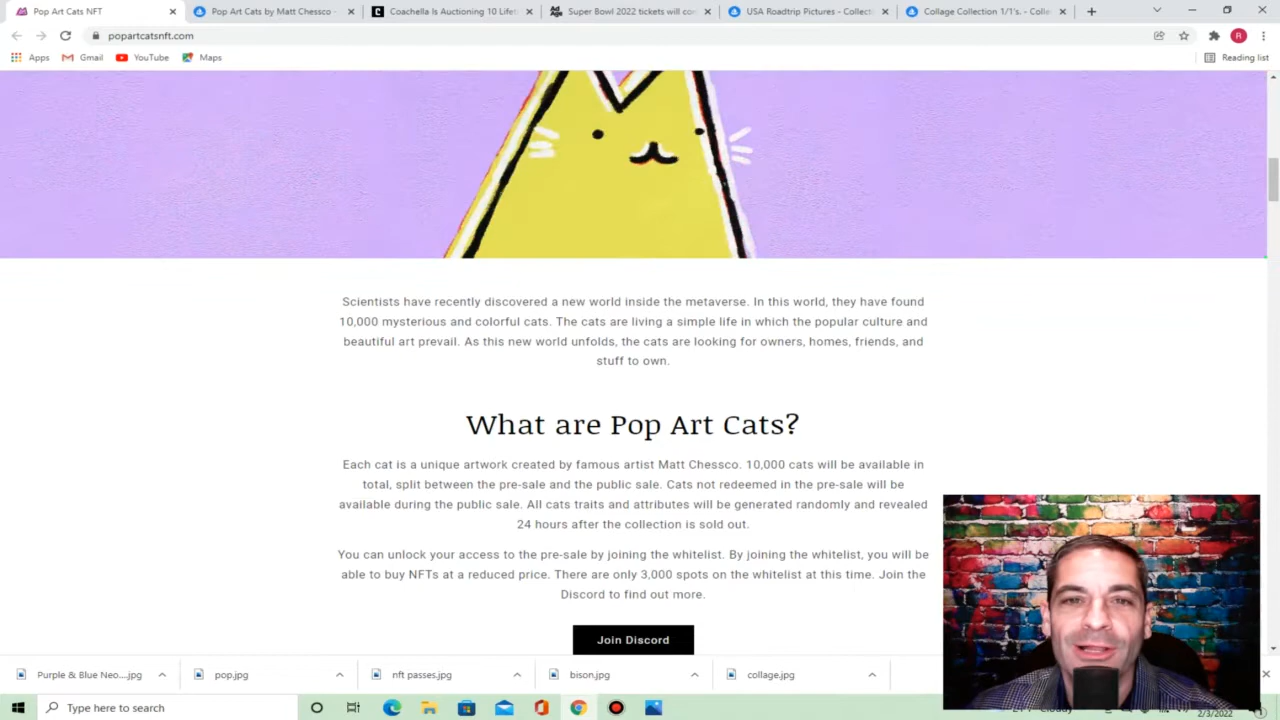 Pop Art Cats NFT
Pop Art Cats by Matt Chessco -
Coachella Is Auctioning 10 Lifet
Super Bowl 2022 tickets will co
USA Roadtrip Pictures - Collecti
Collage Collection 1/1's. - Colle
popartcatsnft.com
R
Apps
Gmail
YouTube
Maps
Reading list
Scientists have recently discovered a new world inside the metaverse. In this world, they have found
10,000 mysterious and colorful cats. The cats are living a simple life in which the popular culture and
beautiful art prevail. As this new world unfolds, the cats are looking for owners, homes, friends, and
stuff to own.
What are Pop Art Cats?
Each cat is a unique artwork created by famous artist Matt Chessco. 10,000 cats will be available in
total, split between the pre-sale and the public sale. Cats not redeemed in the pre-sale will be
available during the public sale. All cats traits and attributes will be generated randomly and revealed
24 hours after the collection is sold out.
You can unlock your access to the pre-sale by joining the whitelist. By joining the whitelist, you will be
able to buy NFTs at a reduced price. There are only 3,000 spots on the whitelist at this time. Join the
Discord to find out more.
Join Discord
Purple & Blue Neo....jpg
pop.jpg
nft passes.jpg
bison.jpg
collage.jpg
Type here to search
2/3/2022